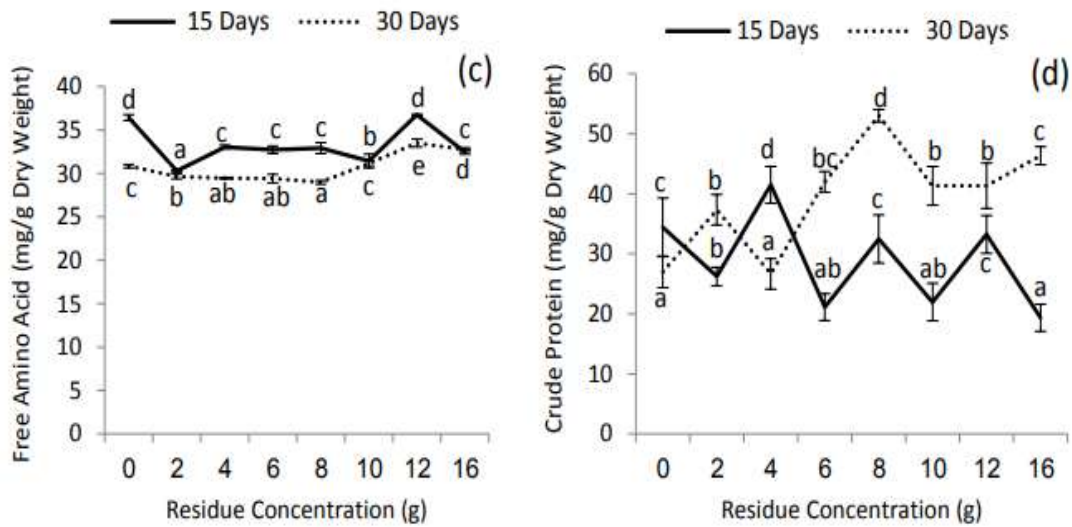 15 Days 30 Days
(c)
Free Amino Acid (mg/g Dry Weight)
40
35
30
25
20
15
10
5
0
d a c c c b d c
c b ab ab a c e d
0 2 4 6 8 10 12 16
Residue Concentration (g)
15 Days 30 Days
(d)
Crude Protein (mg/g Dry Weight)
60
50
40
30
20
10
0
c b d ab c ab c a
a b a bc d b b c
0 2 4 6 8 10 12 16
Residue Concentration (g)